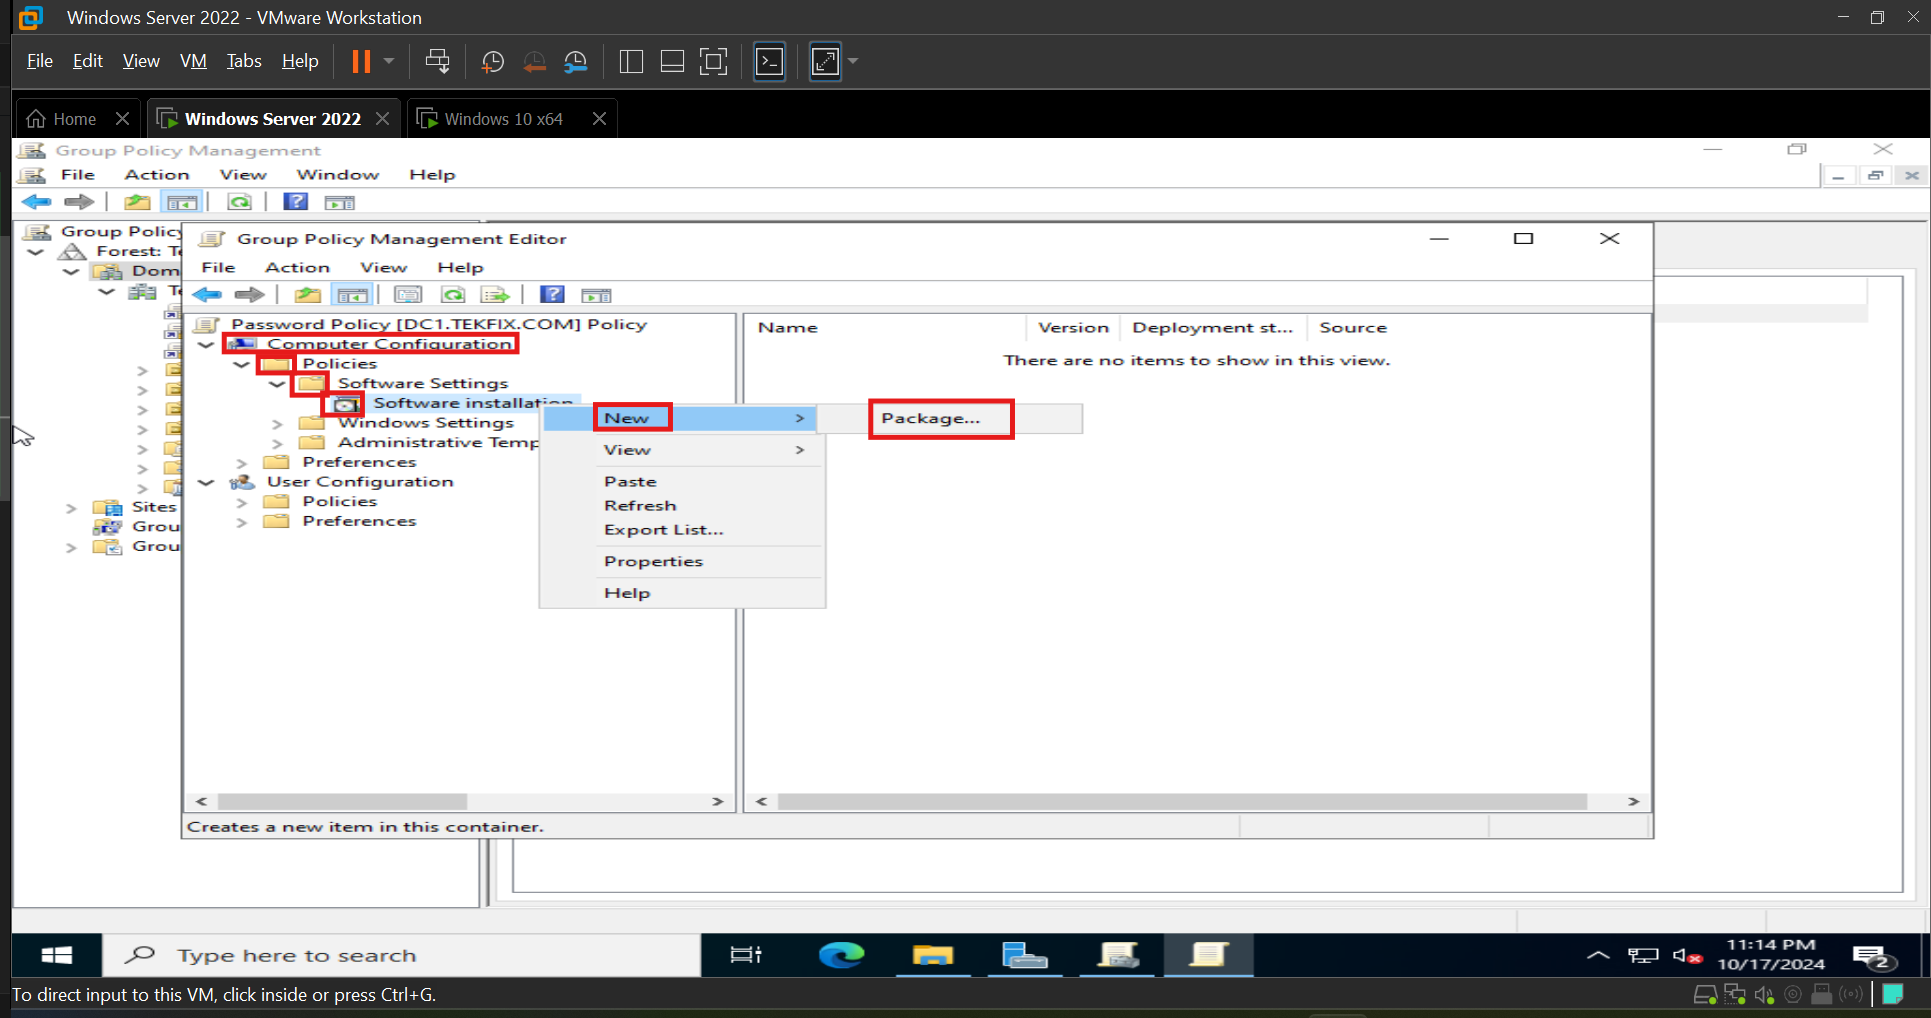 Windows Server 2022 - VMware Workstation
File Edit View VM Tabs Help
Home Windows Server 2022 Windows 10 x64
Group Policy Management
File Action View Window Help
Group Policy
Forest: Te
Dom
Te
Sites
Grou
Grou
Group Policy Management Editor
File Action View Help
Password Policy [DC1.TEKFIX.COM] Policy
Computer Configuration
Policies
Software Settings
Software installation
Windows Settings
Administrative Temp
Preferences
User Configuration
Policies
Preferences
Name Version Deployment st... Source
There are no items to show in this view.
New
View
Paste
Refresh
Export List...
Properties
Help
Package...
Creates a new item in this container.
Type here to search
11:14 PM
10/17/2024
2
To direct input to this VM, click inside or press Ctrl+G.